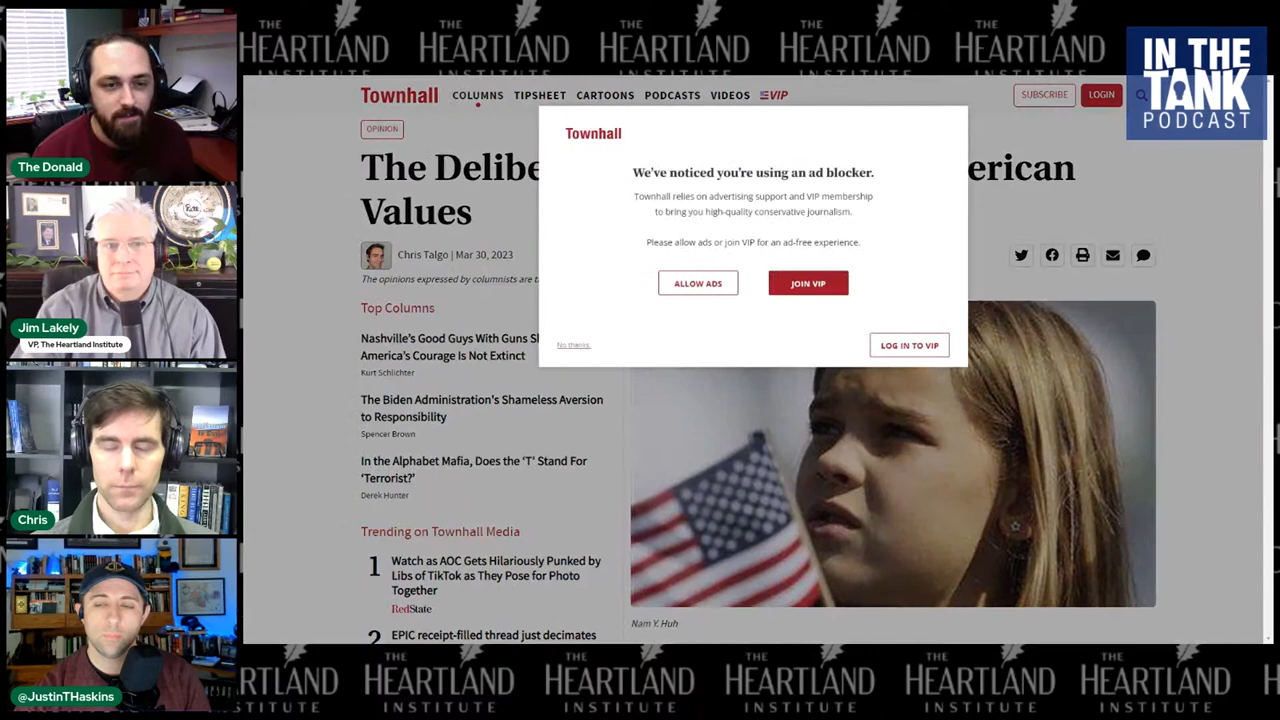 THE
HEARTLAND
INSTITUTE
IN THE
TANK
PODCAST
The Donald
Jim Lakely
VP, The Heartland Institute
Chris
@JustinTHaskins
Townhall
COLUMNS
TIPSHEET
CARTOONS
PODCASTS
VIDEOS
VIP
SUBSCRIBE
LOGIN
OPINION
The Delibe
erican
Values
Chris Talgo | Mar 30, 2023
The opinions expressed by columnists are t
Townhall
We've noticed you're using an ad blocker.
Townhall relies on advertising support and VIP membership
to bring you high-quality conservative journalism.
Please allow ads or join VIP for an ad-free experience.
ALLOW ADS
JOIN VIP
No thanks.
LOG IN TO VIP
Top Columns
Nashville's Good Guys With Guns S
America's Courage Is Not Extinct
Kurt Schlichter
The Biden Administration's Shameless Aversion
to Responsibility
Spencer Brown
In the Alphabet Mafia, Does the 'T' Stand For
'Terrorist?'
Derek Hunter
Trending on Townhall Media
1
Watch as AOC Gets Hilariously Punked by
Libs of TikTok as They Pose for Photo
Together
RedState
2
EPIC receipt-filled thread just decimates
Nam Y. Huh
THE
HEARTLAND
INSTITUTE